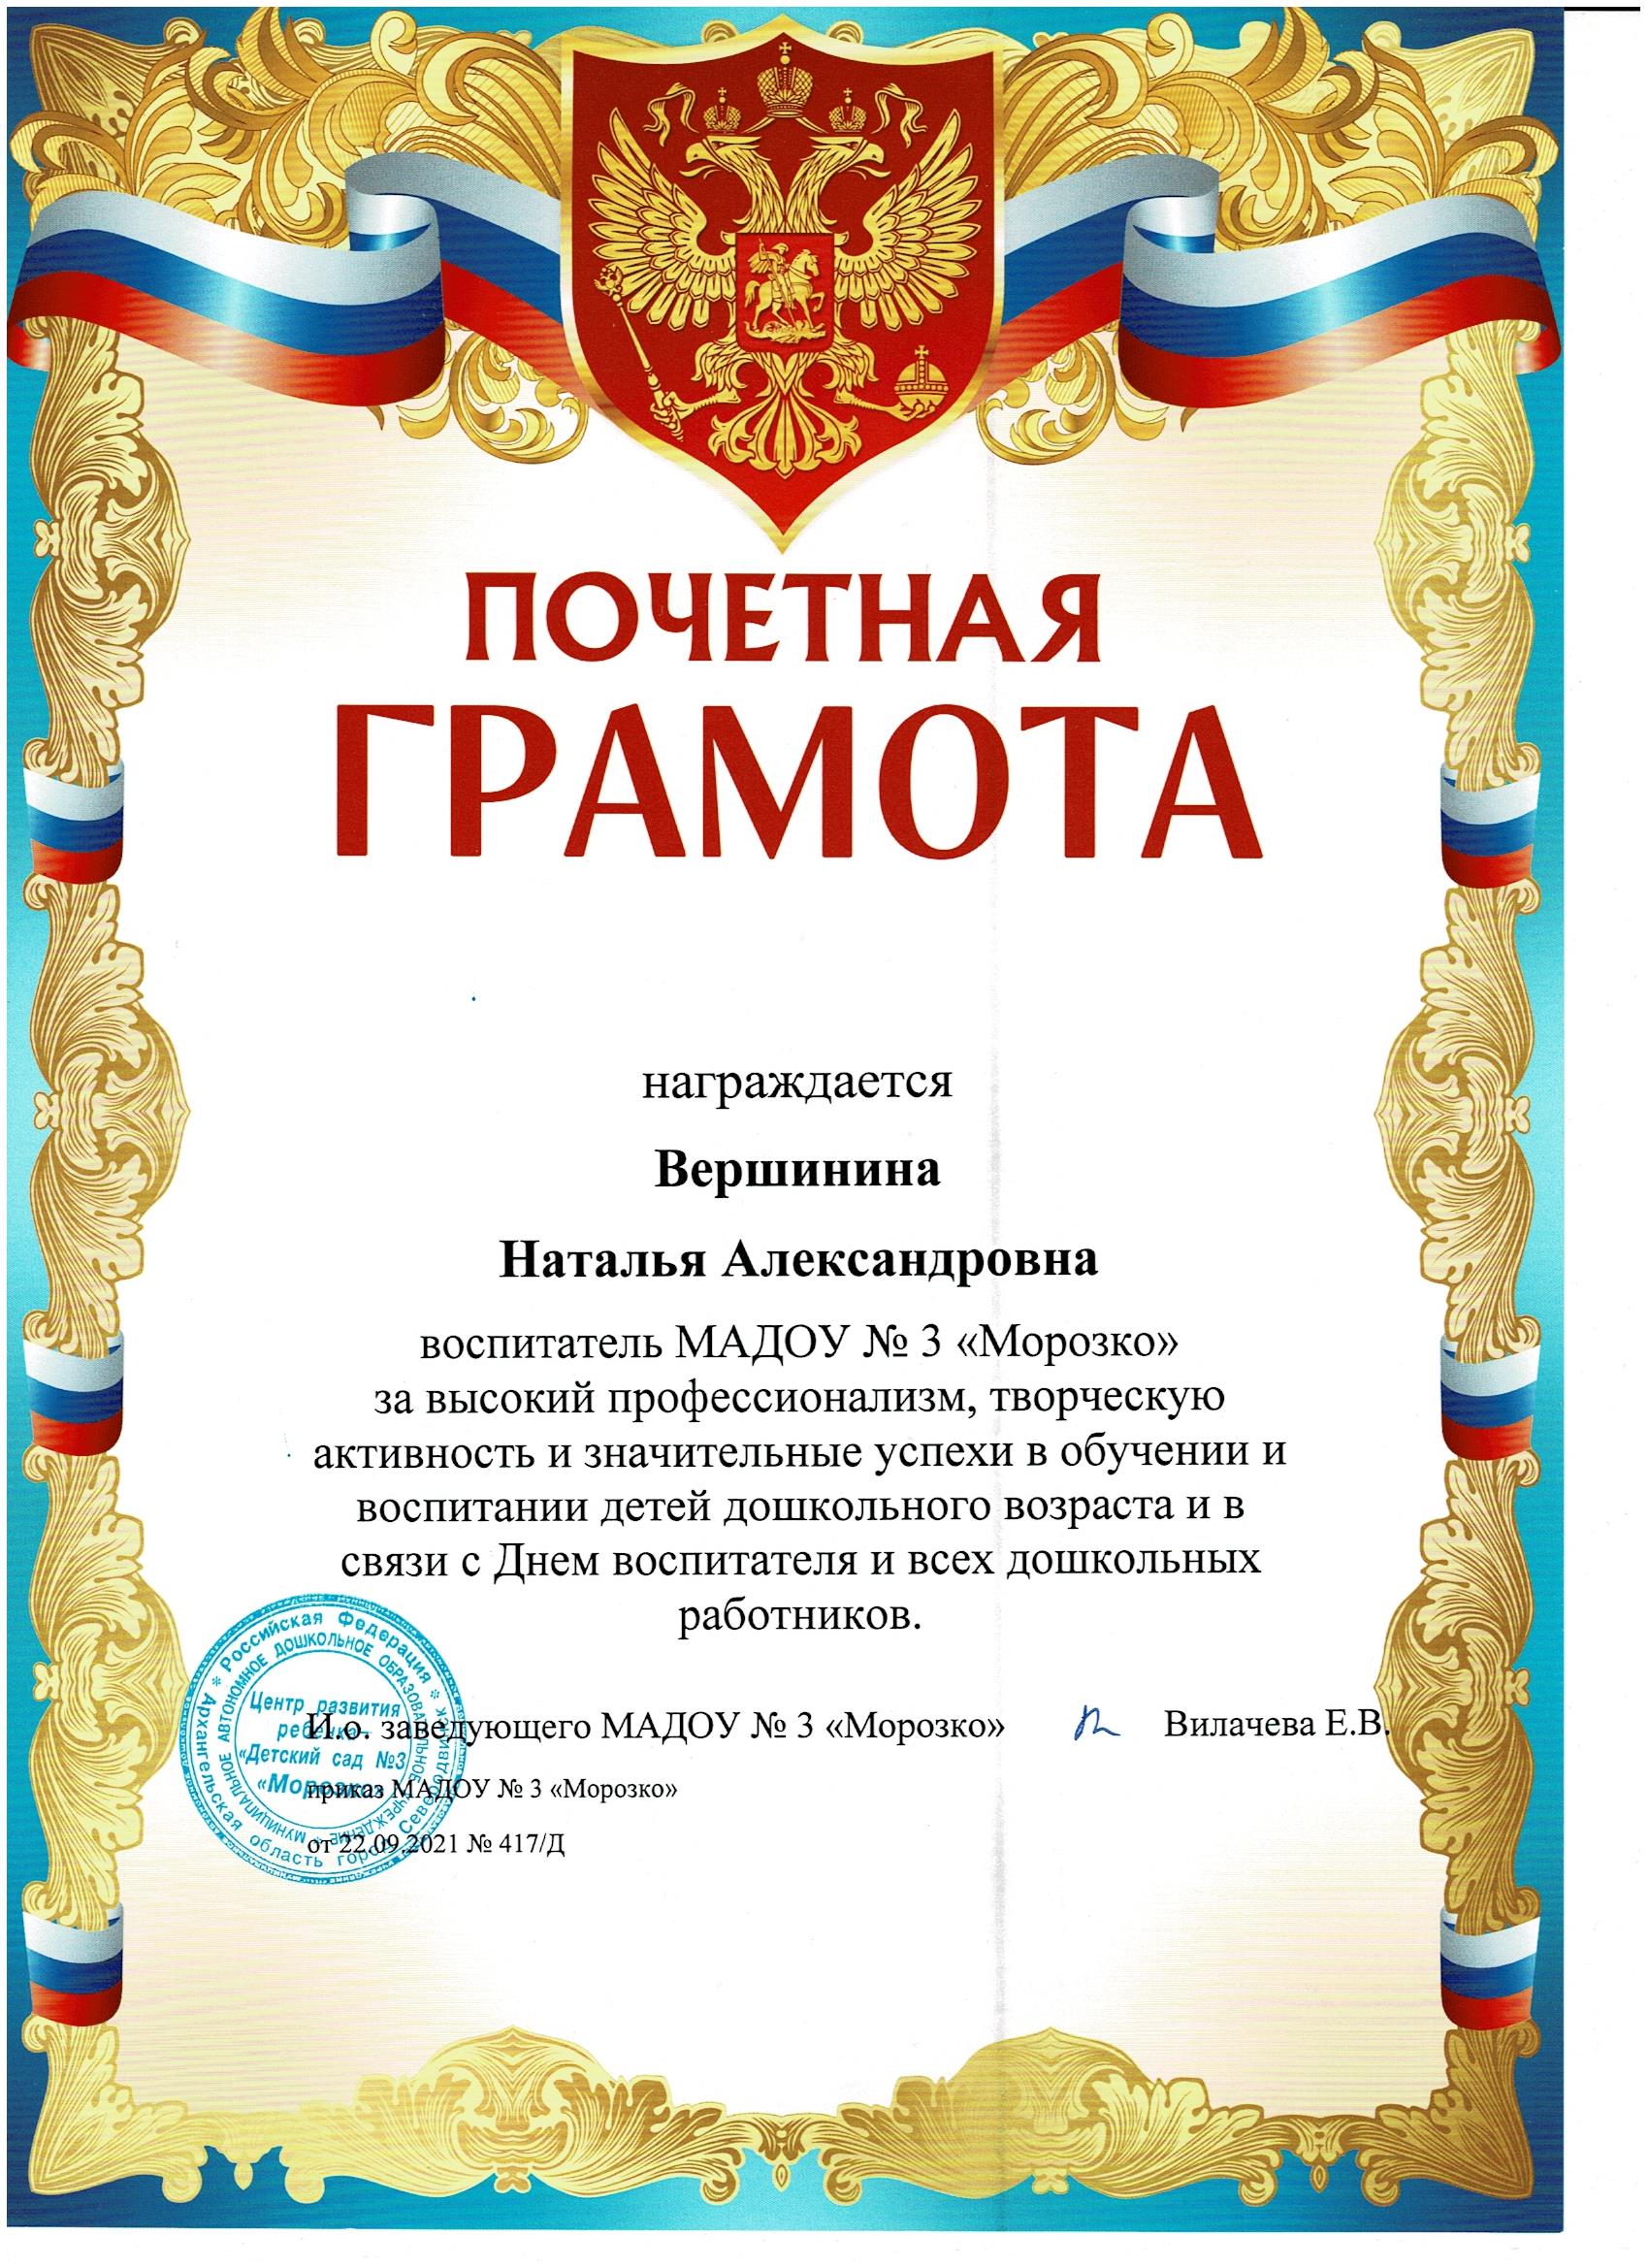 ПОЧЕТНАЯ
ГРАМОТА
награждается
Вершинина
Наталья Александровна
воспитатель МАДОУ № 3 «Морозко»
за высокий профессионализм, творческую
активность и значительные успехи в обучении и
воспитании детей дошкольного возраста и в
связи с Днем воспитателя и всех дошкольных
работников.
И.о. заведующего МАДОУ № 3 «Морозко» Вилачева Е.В.
приказ МАДОУ № 3 «Морозко»
от 22.09.2021 № 417/Д
* Российская Федерация * Архангельская область город Северодвинск
МУНИЦИПАЛЬНОЕ АВТОНОМНОЕ ДОШКОЛЬНОЕ ОБРАЗОВАТЕЛЬНОЕ УЧРЕЖДЕНИЕ *
Центр развития
ребёнка-
«Детский сад №3
«Морозко»